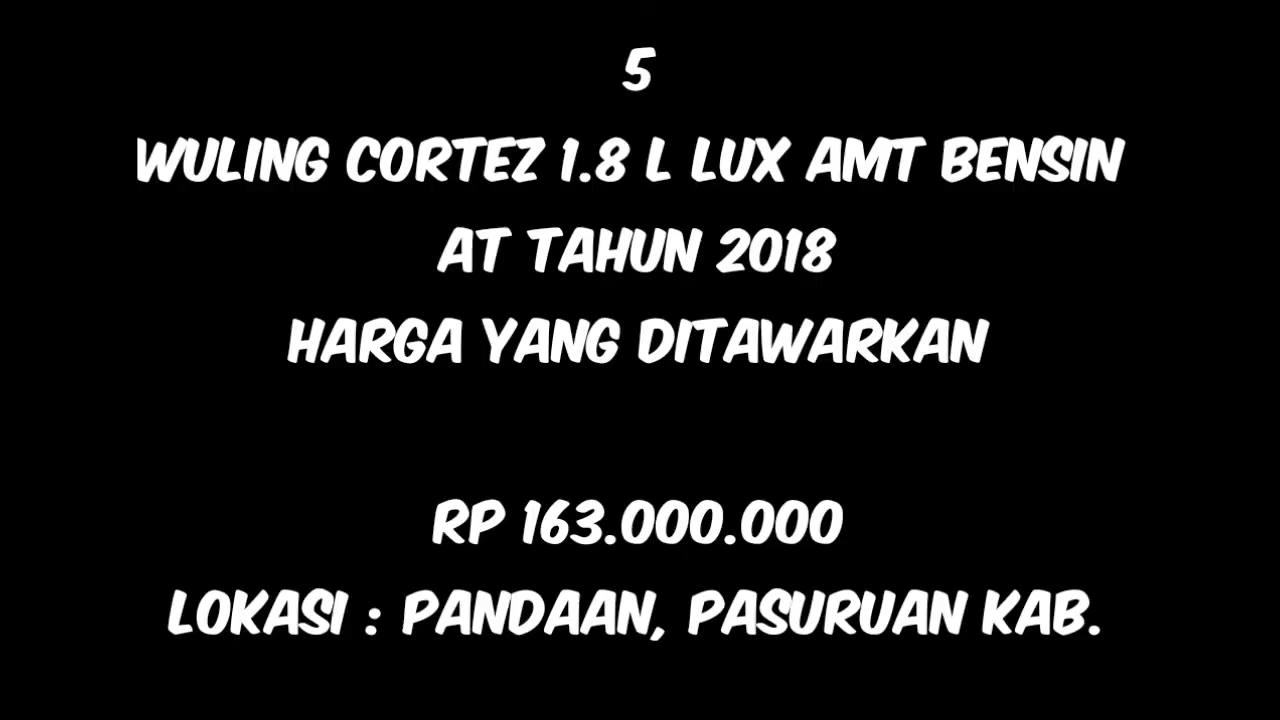 5
WULING CORTEZ 1.8 L LUX AMT BENSIN
AT TAHUN 2018
HARGA YANG DITAWARKAN
RP 163.000.000
LOKASI : PANDAAN, PASURUAN KAB.